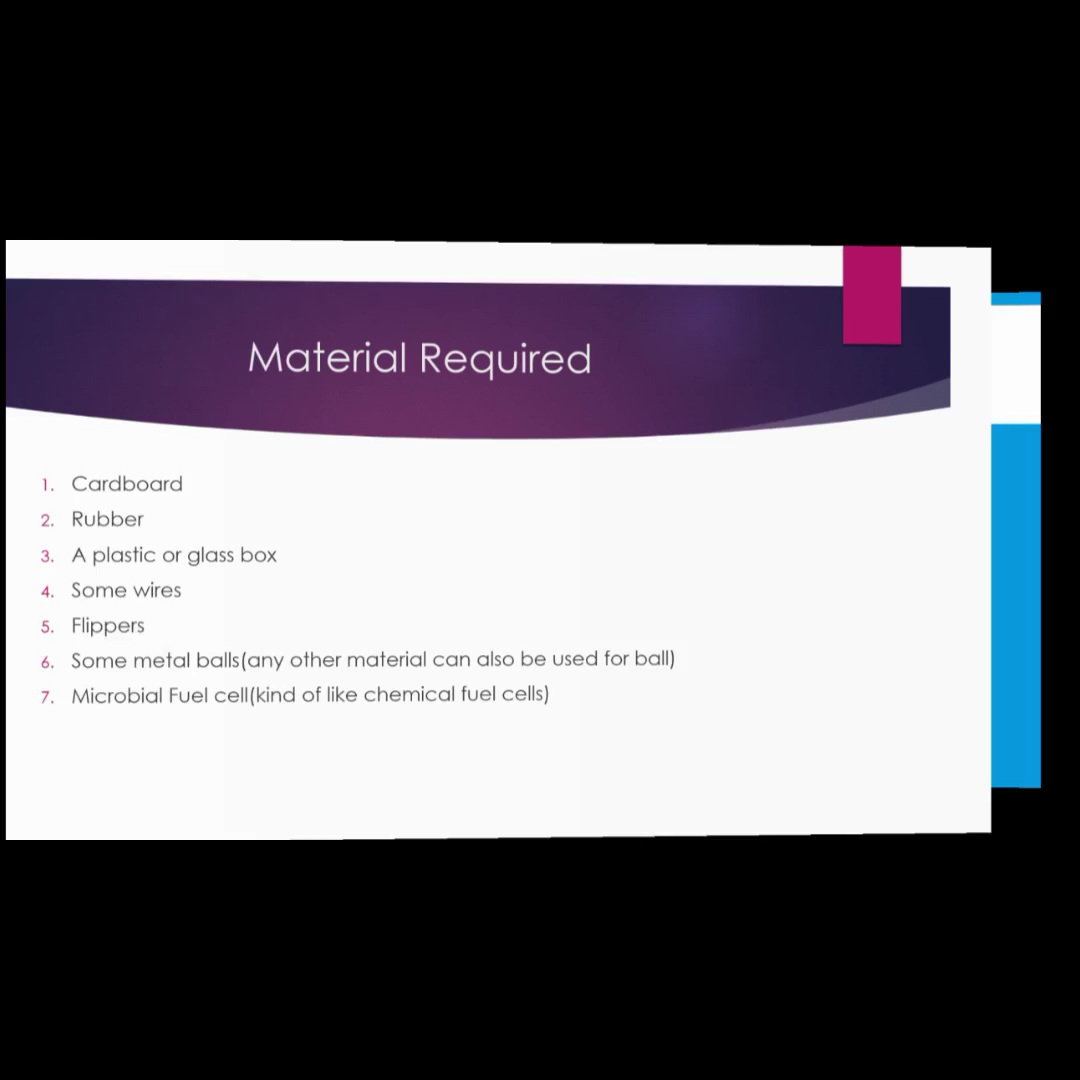 Material Required
1. Cardboard
2. Rubber
3. A plastic or glass box
4. Some wires
5. Flippers
6. Some metal balls(any other material can also be used for ball)
7. Microbial Fuel cell(kind of like chemical fuel cells)